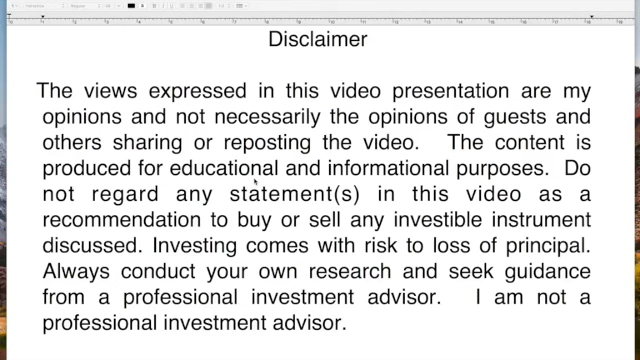 Disclaimer
The views expressed in this video presentation are my
opinions and not necessarily the opinions of guests and
others sharing or reposting the video. The content is
produced for educational and informational purposes. Do
not regard any statement(s) in this video as a
recommendation to buy or sell any investible instrument
discussed. Investing comes with risk to loss of principal.
Always conduct your own research and seek guidance
from a professional investment advisor. I am not a
professional investment advisor.